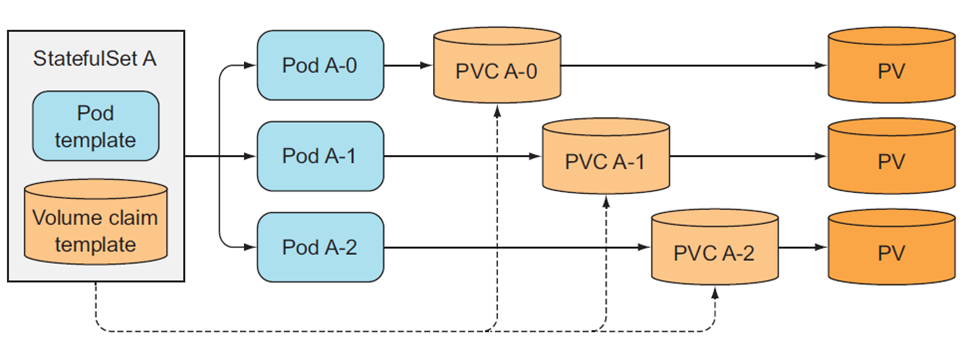 StatefulSet A
Pod
template
Volume claim
template
Pod A-0
PVC A-0
PV
Pod A-1
PVC A-1
PV
Pod A-2
PVC A-2
PV